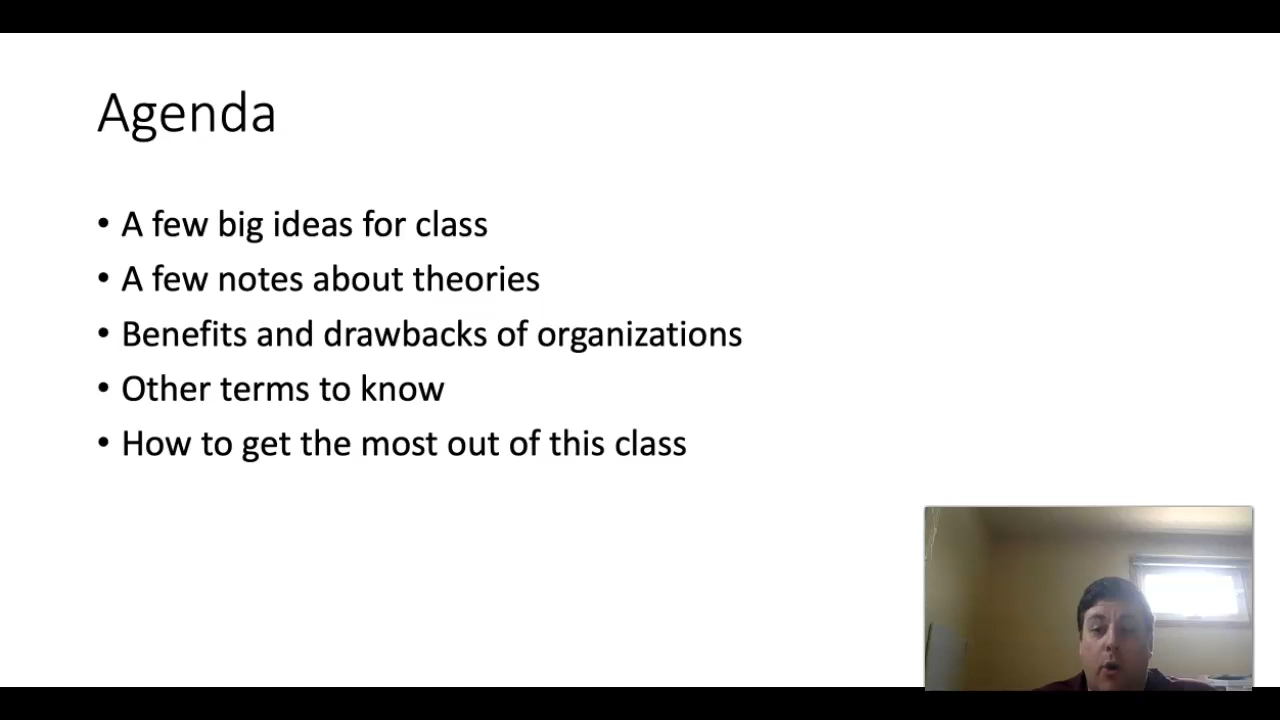 Agenda
• A few big ideas for class
• A few notes about theories
• Benefits and drawbacks of organizations
• Other terms to know
• How to get the most out of this class